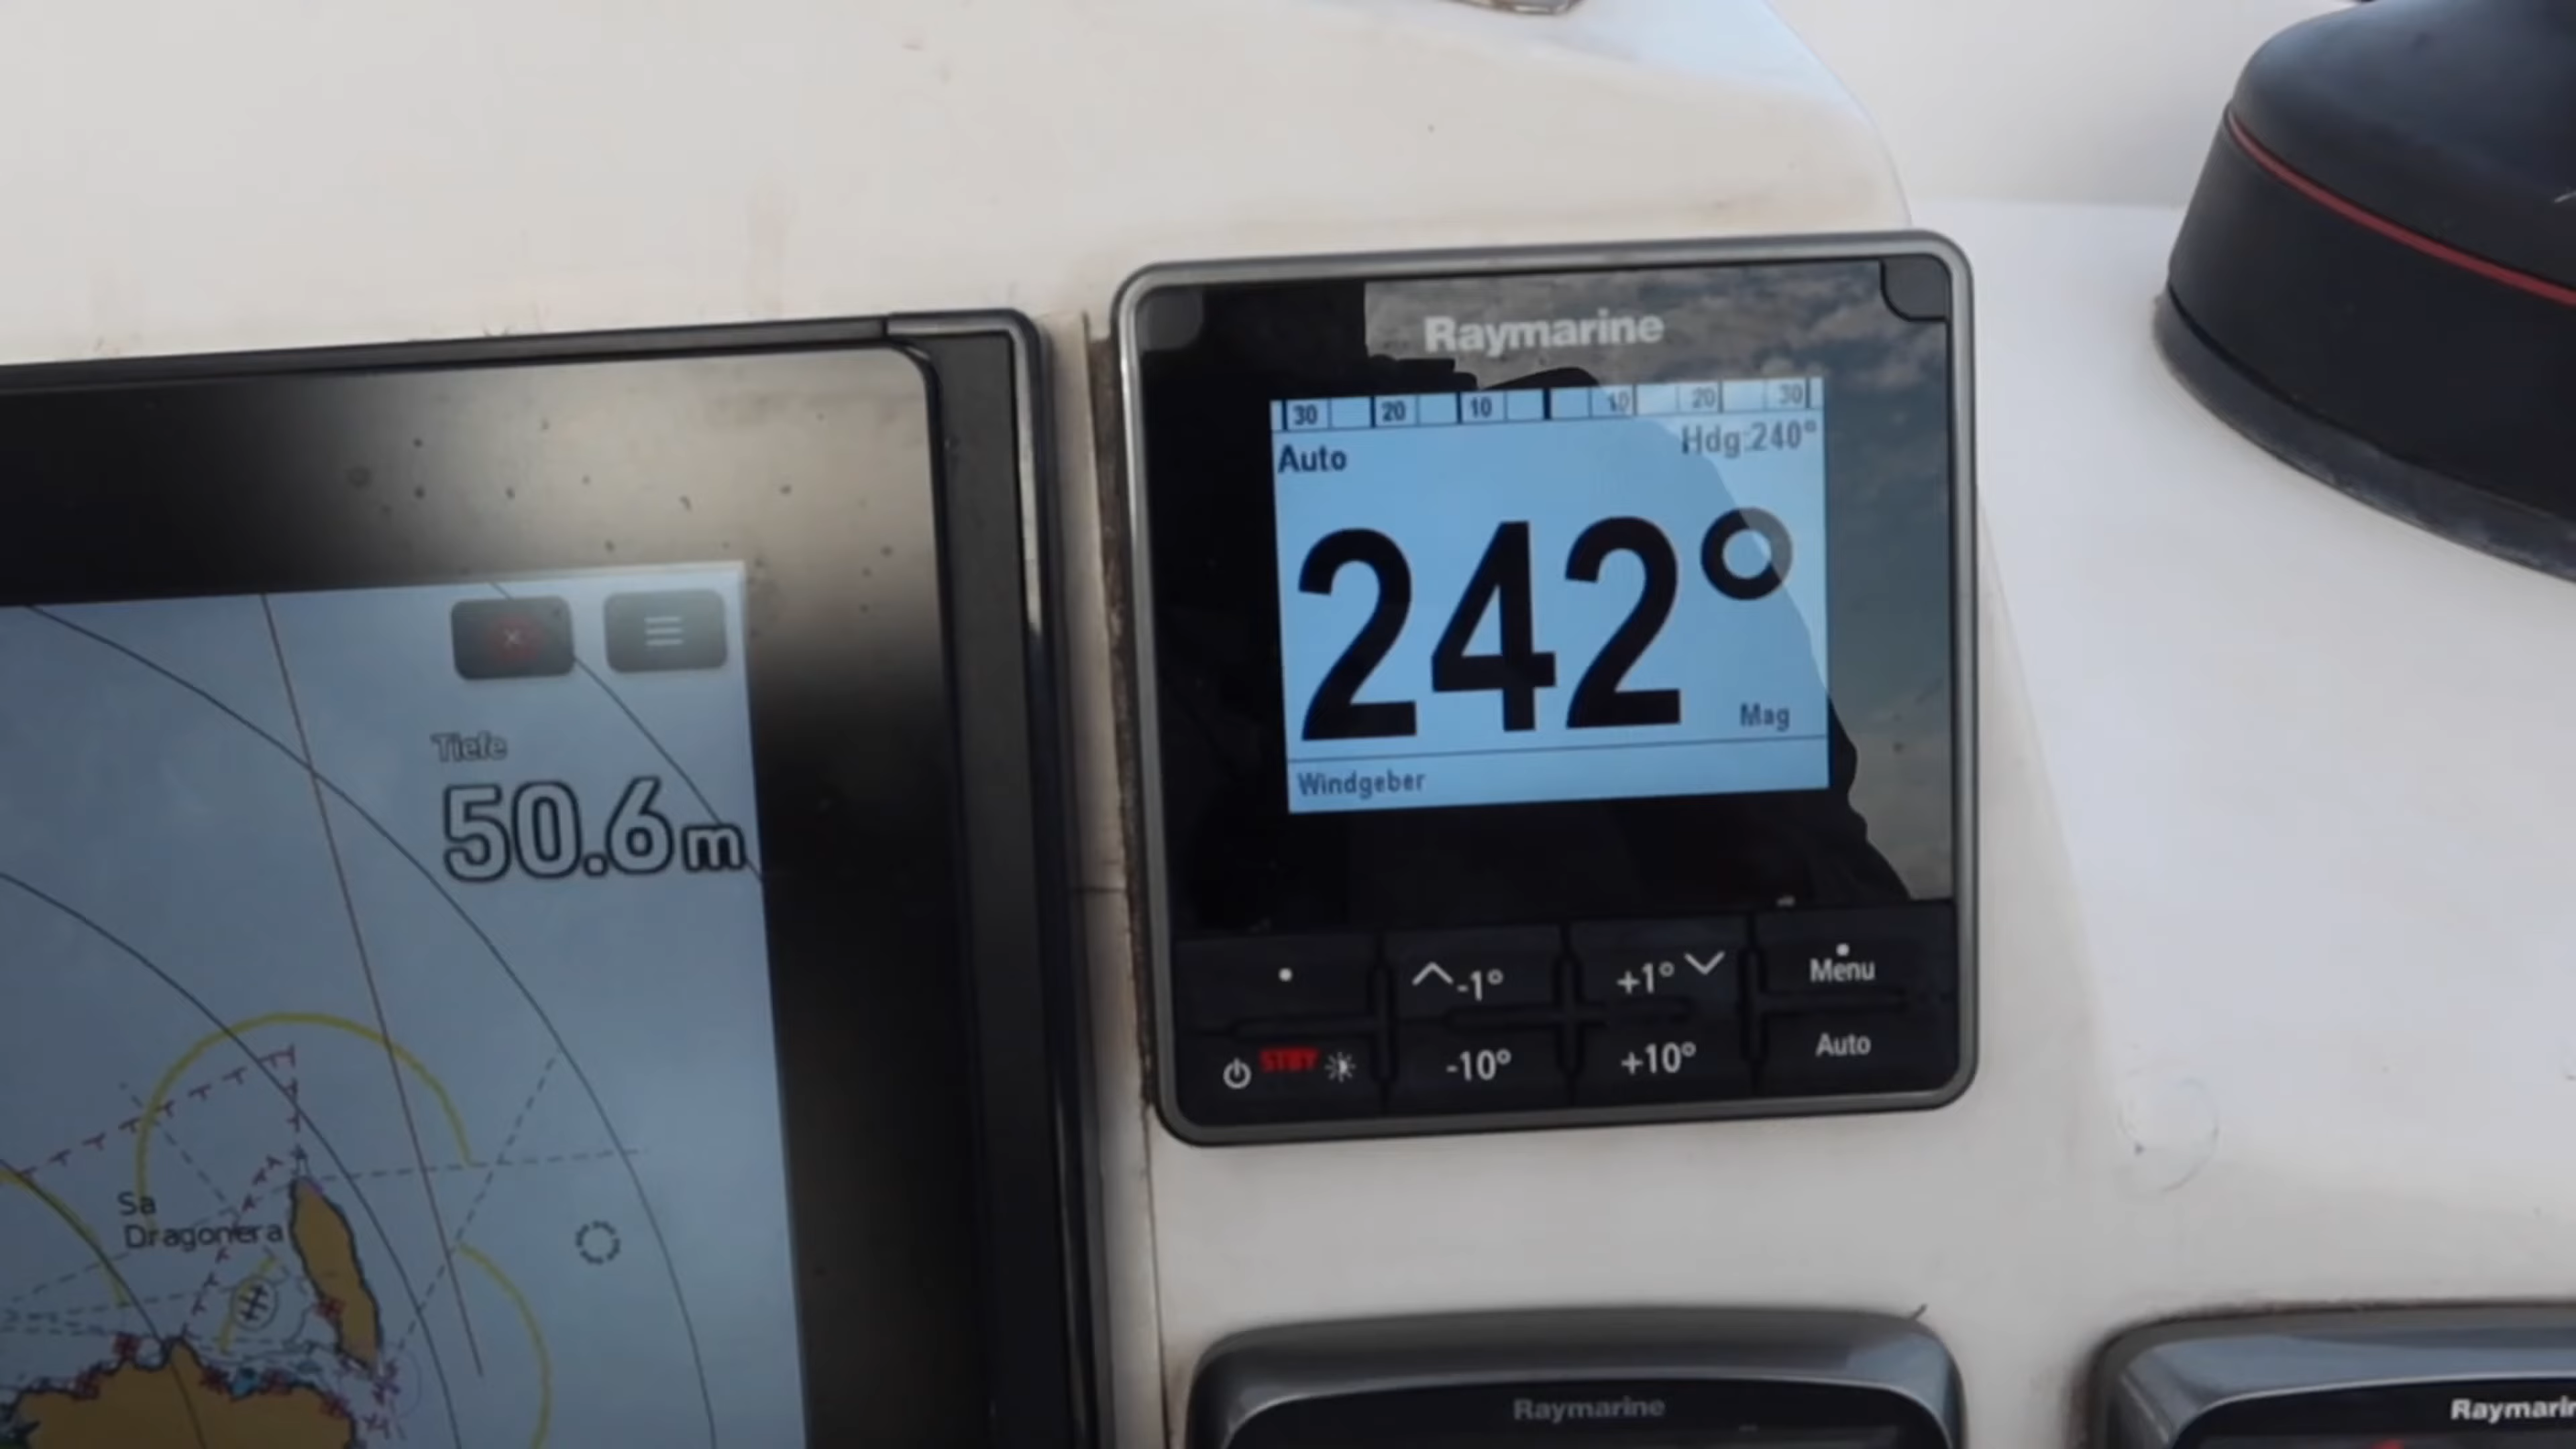 Tiefe
50.6m
Sa
Dragonera
Raymarine
30 20 10 10 20 30
Auto
Hdg:240°
242°
Mag
Windgeber
-1°
+1°
Menu
STBY
-10°
+10°
Auto
Raymarine
Raymarin